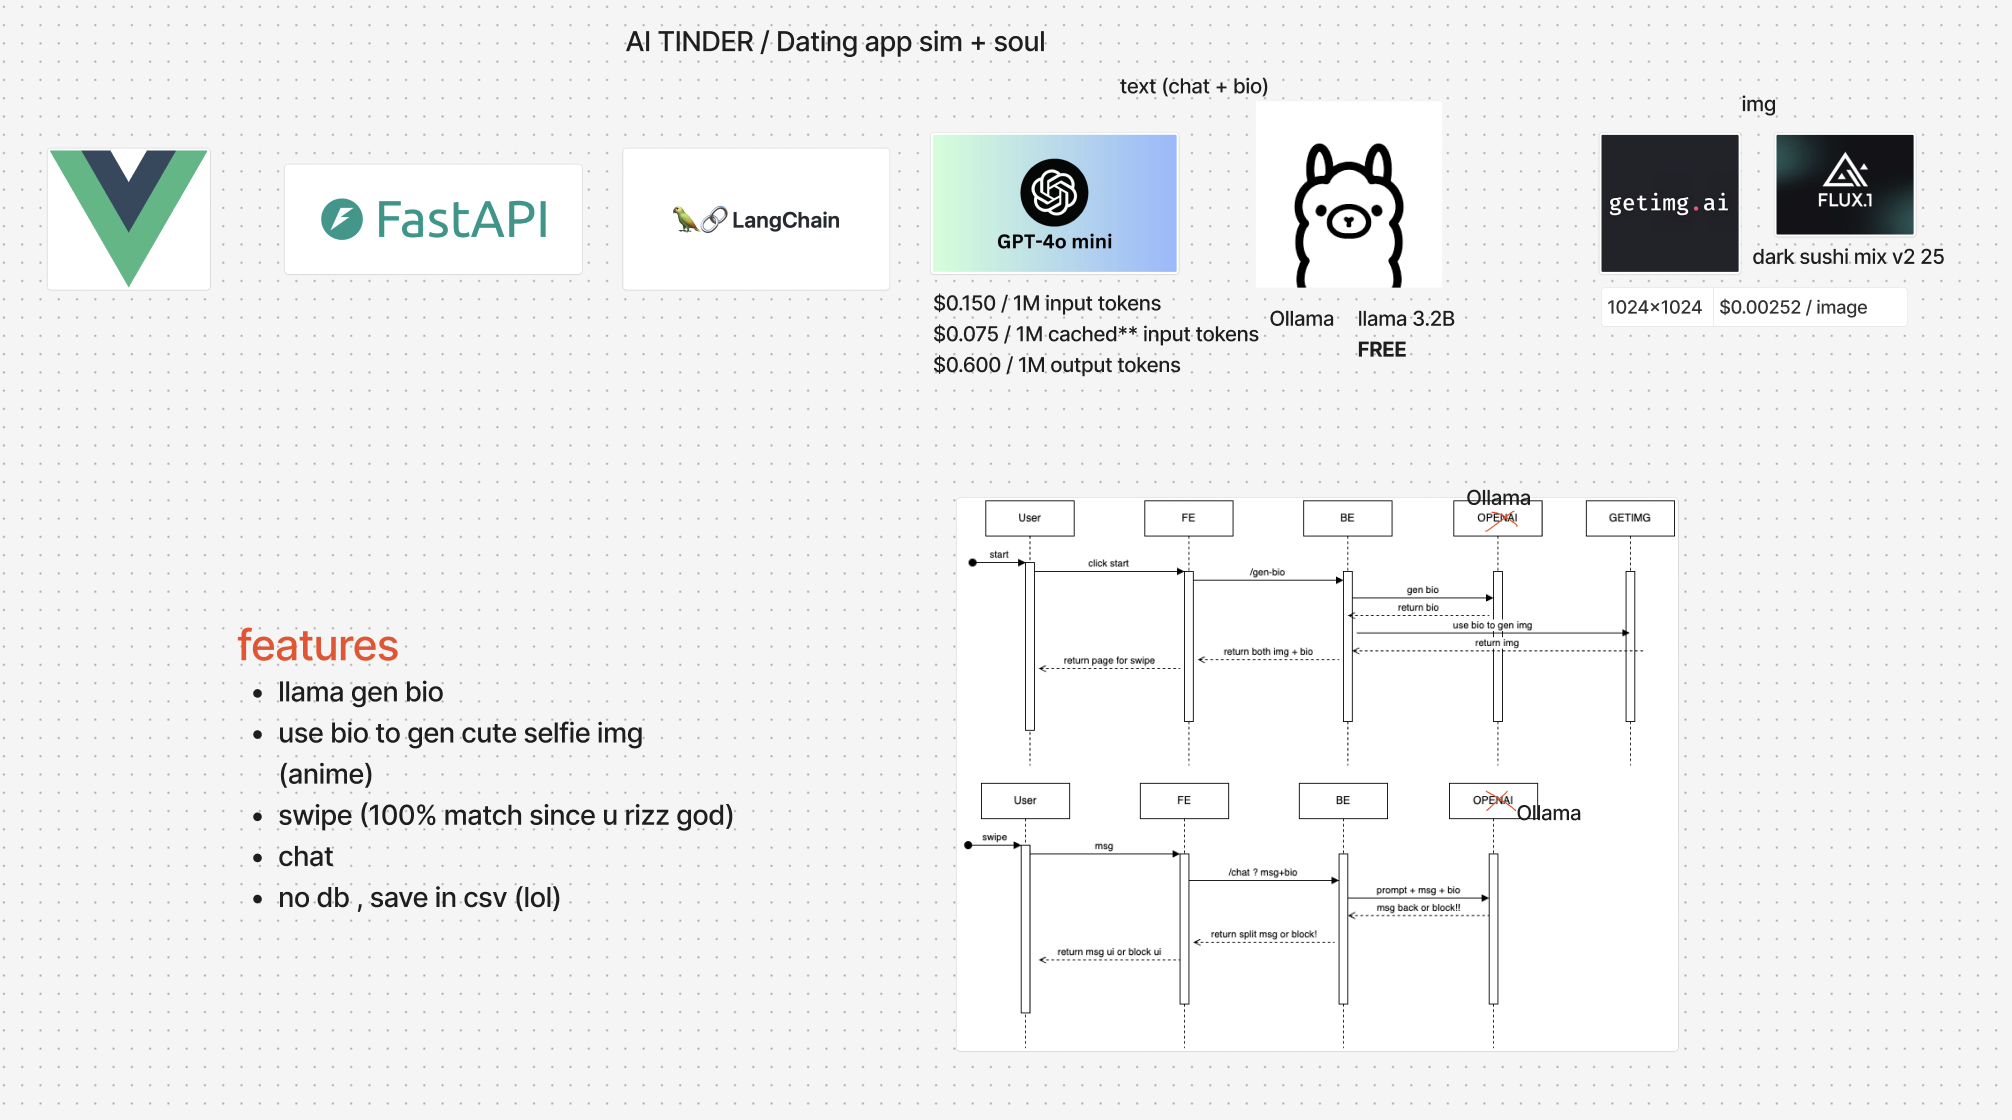 AI TINDER / Dating app sim + soul
text (chat + bio)
img
FastAPI
LangChain
GPT-4o mini
$0.150 / 1M input tokens
$0.075 / 1M cached** input tokens
$0.600 / 1M output tokens
Ollama
llama 3.2B
FREE
getimg.ai
FLUX.1
dark sushi mix v2 25
1024×1024
$0.00252 / image
features
llama gen bio
use bio to gen cute selfie img
(anime)
swipe (100% match since u rizz god)
chat
no db , save in csv (lol)
Ollama
User
FE
BE
OPENAI
GETIMG
start
click start
/gen-bio
gen bio
return bio
use bio to gen img
return img
return both img + bio
return page for swipe
User
FE
BE
OPENAI
Ollama
swipe
msg
/chat ? msg+bio
prompt + msg + bio
msg back or block!!
return split msg or block!
return msg ui or block ui